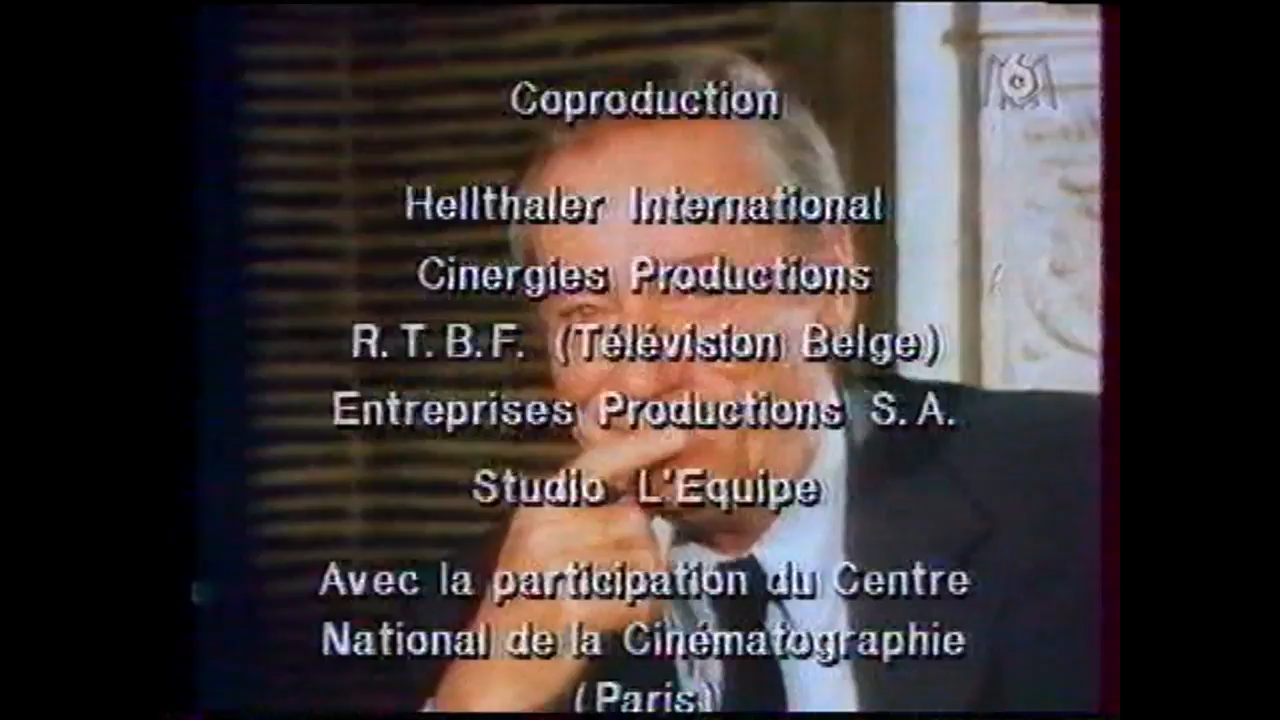 Coproduction
M6
Hellthaler International
Cinergies Productions
R.T.B.F. (Télévision Belge)
Entreprises Productions S.A.
Studio L'Equipe
Avec la participation du Centre
National de la Cinématographie
(Paris)